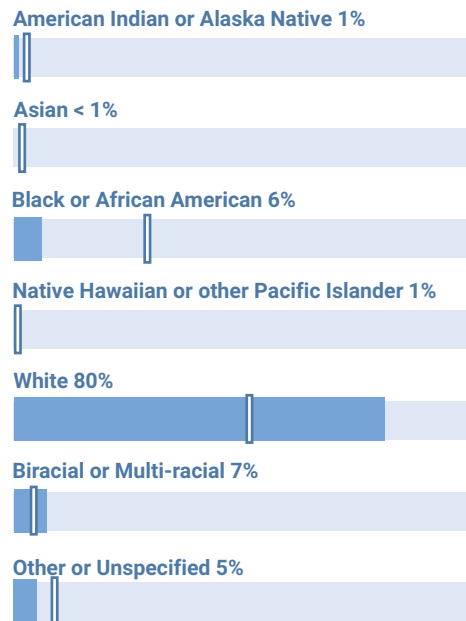 American Indian or Alaska Native 1%
Asian < 1%
Black or African American 6%
Native Hawaiian or other Pacific Islander 1%
White 80%
Biracial or Multi-racial 7%
Other or Unspecified 5%